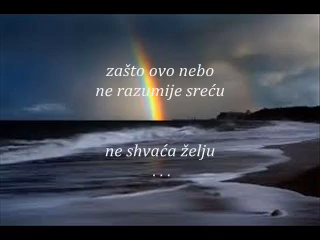 zašto ovo nebo
ne razumije sreću
ne shvaća želju
. . .